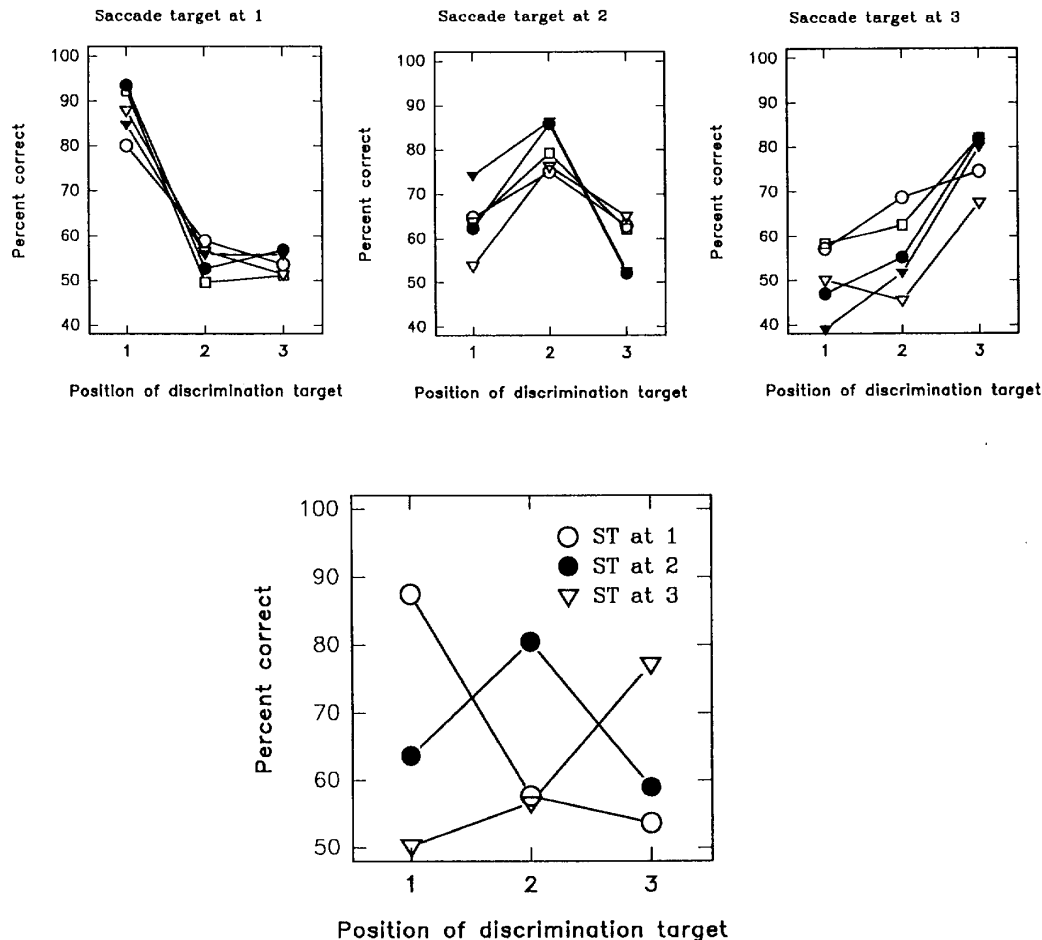 Saccade target at 1
Saccade target at 2
Saccade target at 3
Percent correct
100
90
80
70
60
50
40
1 2 3
Position of discrimination target
Percent correct
100
90
80
70
60
50
40
1 2 3
Position of discrimination target
Percent correct
100
90
80
70
60
50
40
1 2 3
Position of discrimination target
Percent correct
100
90
80
70
60
50
ST at 1
ST at 2
ST at 3
1 2 3
Position of discrimination target